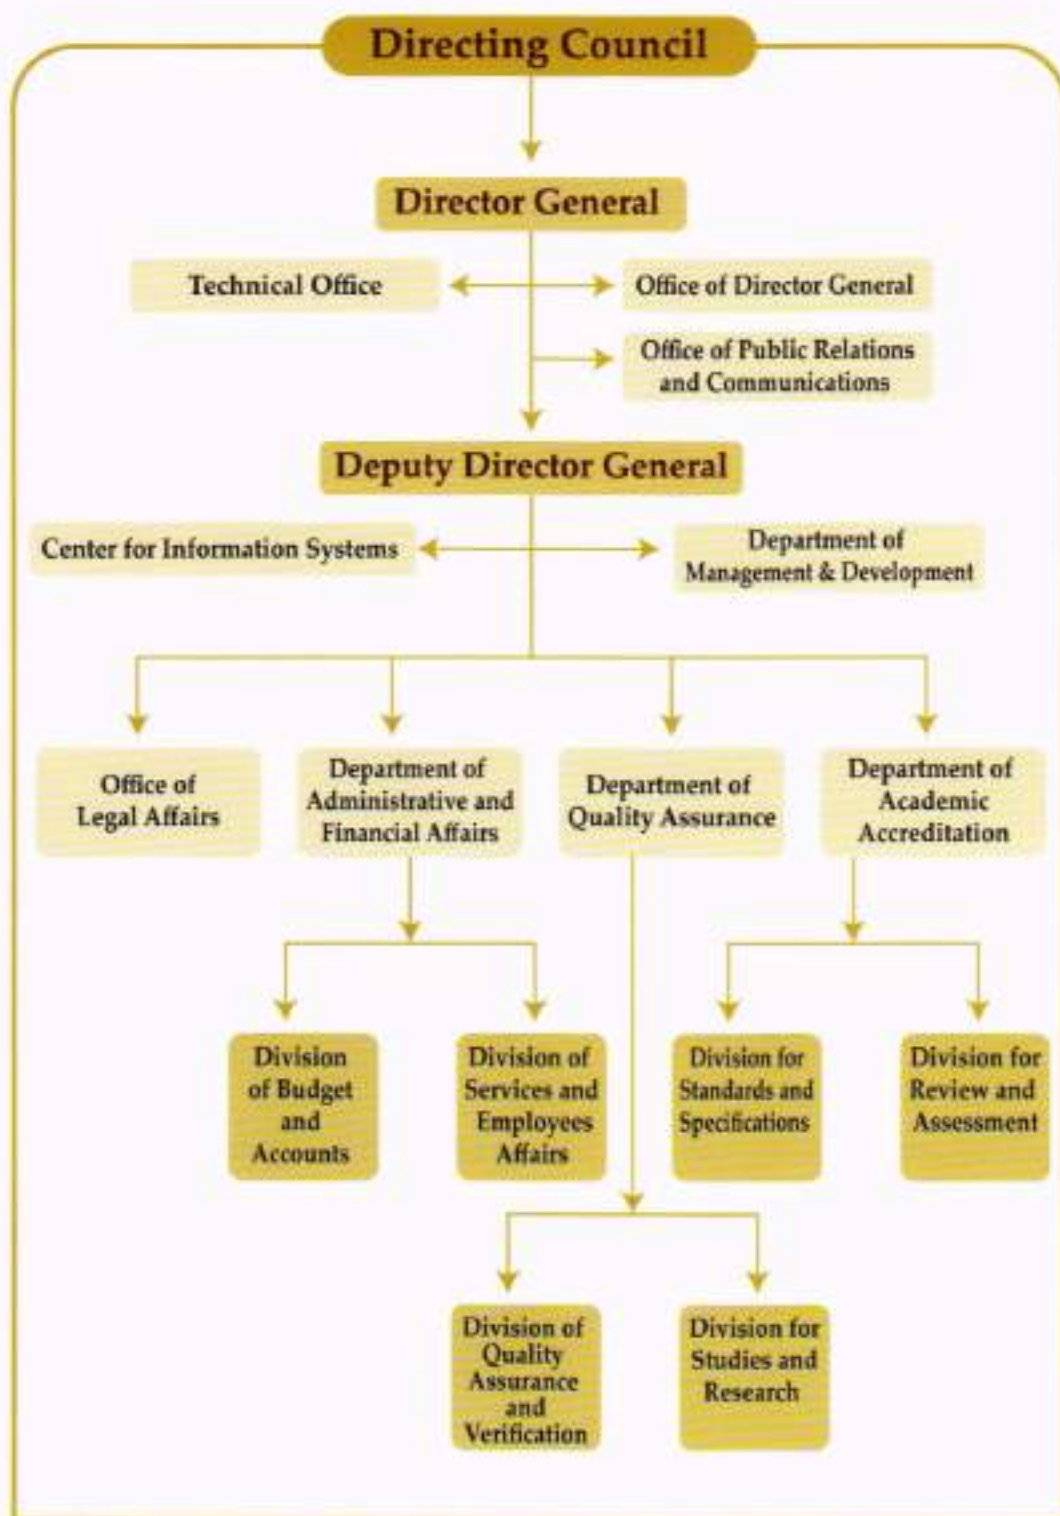 Directing Council
Director General
Technical Office
Office of Director General
Office of Public Relations
and Communications
Deputy Director General
Center for Information Systems
Department of
Management & Development
Office of
Legal Affairs
Department of
Administrative and
Financial Affairs
Department of
Quality Assurance
Department of
Academic
Accreditation
Division
of Budget
and
Accounts
Division of
Services and
Employees
Affairs
Division for
Standards and
Specifications
Division for
Review and
Assessment
Division of
Quality
Assurance
and
Verification
Division for
Studies and
Research